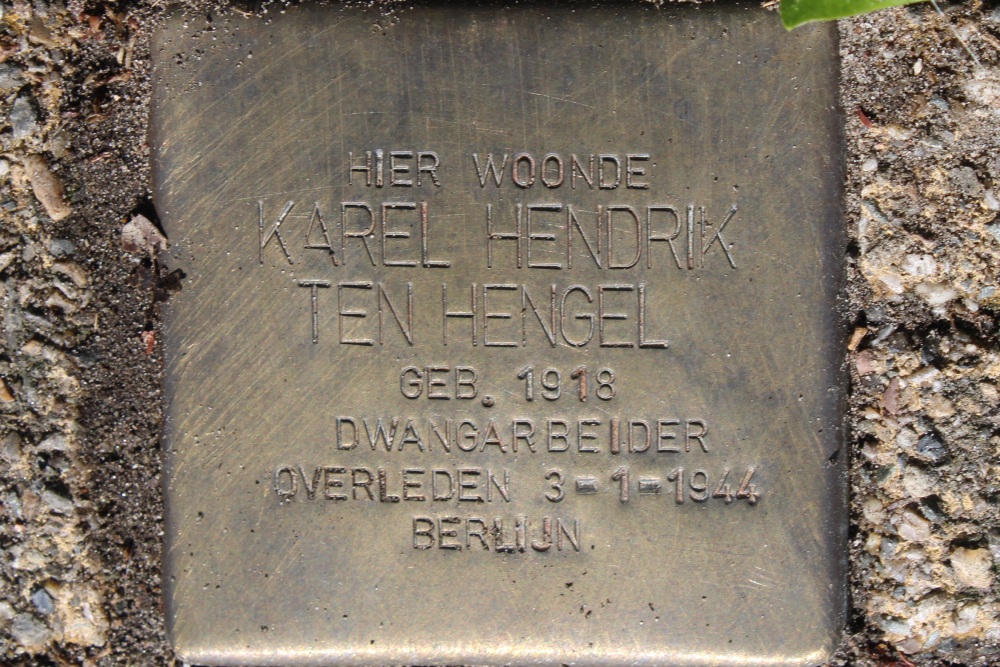 HIER WOONDE
KAREL HENDRIK
TEN HENGEL
GEB. 1918
DWANGARBEIDER
OVERLEDEN 3-1-1944
BERLIJN